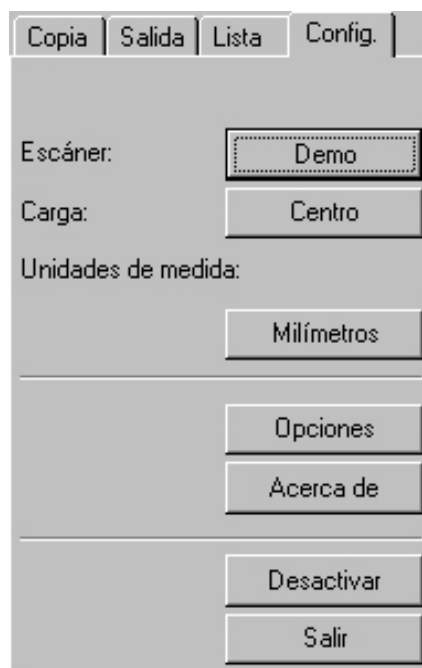 Copia Salida Lista Config.
Escáner: Demo
Carga: Centro
Unidades de medida:
Milímetros
Opciones
Acerca de
Desactivar
Salir